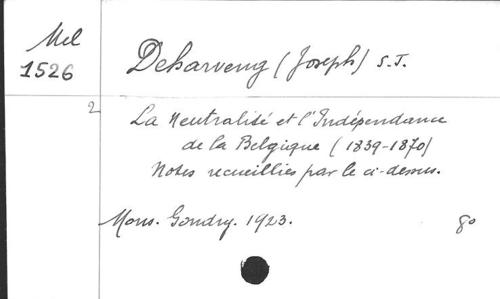 Mel
1526
Deharveng (Joseph) S.J.
2
La Neutralité et l'Indépendance
de la Belgique (1839-1870)
Notes recueillies par le ci-dessus.
Mons. Gondry. 1923. 8o